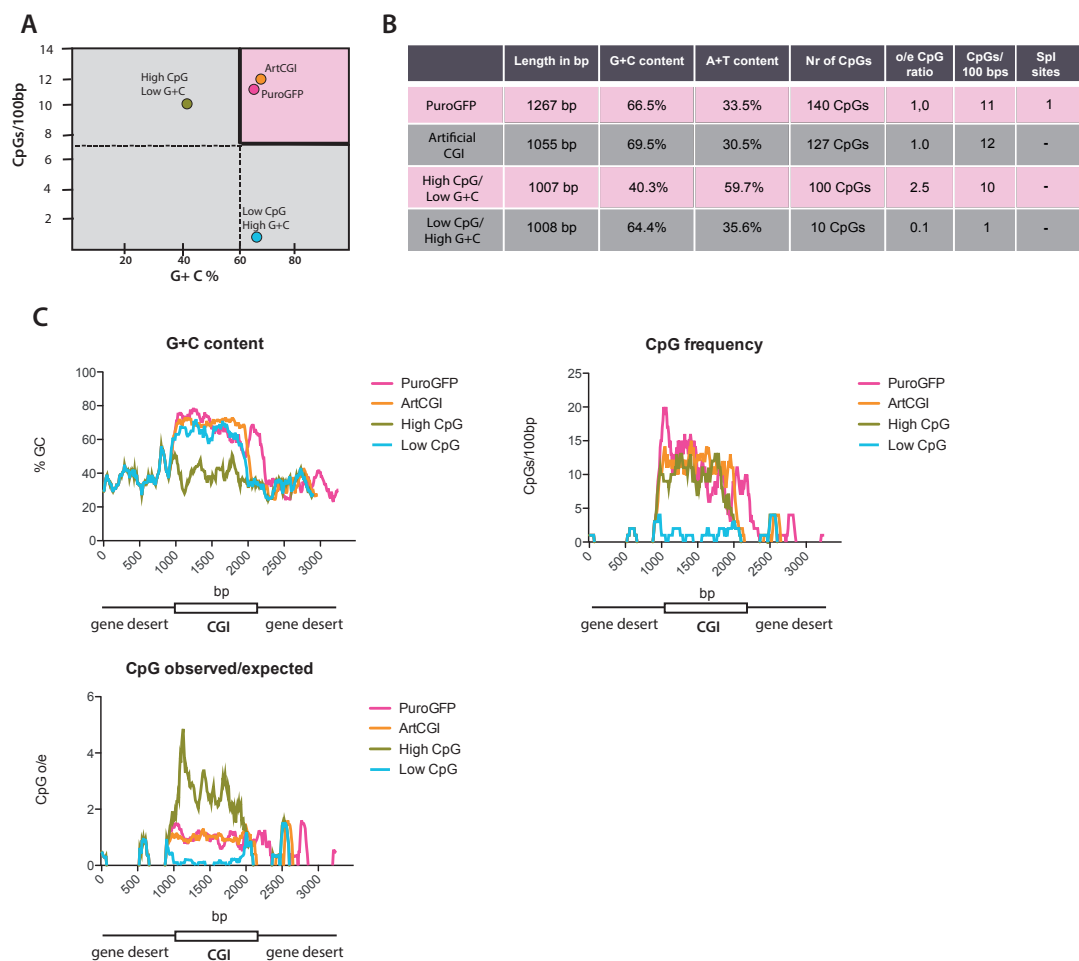 A
CpGs/100bp
14
12
10
8
6
4
2
20
40
60
80
G+ C %
High CpG
Low G+C
ArtCGI
PuroGFP
Low CpG
High G+C
B
Length in bp G+C content A+T content Nr of CpGs o/e CpG ratio CpGs/ 100 bps SpI sites
PuroGFP 1267 bp 66.5% 33.5% 140 CpGs 1,0 11 1
Artificial CGI 1055 bp 69.5% 30.5% 127 CpGs 1.0 12 -
High CpG/ Low G+C 1007 bp 40.3% 59.7% 100 CpGs 2.5 10 -
Low CpG/ High G+C 1008 bp 64.4% 35.6% 10 CpGs 0.1 1 -
C
G+C content
% GC
100
80
60
40
20
0
0 500 1000 1500 2000 2500 3000
bp
PuroGFP
ArtCGI
High CpG
Low CpG
gene desert CGI gene desert
CpG frequency
CpGs/100bp
25
20
15
10
5
0
0 500 1000 1500 2000 2500 3000
bp
PuroGFP
ArtCGI
High CpG
Low CpG
gene desert CGI gene desert
CpG observed/expected
CpG o/e
6
4
2
0
0 500 1000 1500 2000 2500 3000
bp
PuroGFP
ArtCGI
High CpG
Low CpG
gene desert CGI gene desert